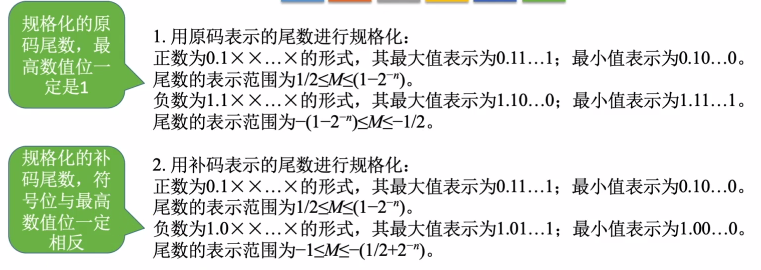 规格化的原
码尾数，最
高数值位一
定是1
1. 用原码表示的尾数进行规格化：
正数为0.1××…×的形式，其最大值表示为0.11…1；最小值表示为0.10…0。
尾数的表示范围为1/2≤M≤(1−2⁻ⁿ)。
负数为1.1××…×的形式，其最大值表示为1.10…0；最小值表示为1.11…1。
尾数的表示范围为−(1−2⁻ⁿ)≤M≤−1/2。
规格化的补
码尾数，符
号位与最高
数值位一定
相反
2. 用补码表示的尾数进行规格化：
正数为0.1××…×的形式，其最大值表示为0.11…1；最小值表示为0.10…0。
尾数的表示范围为1/2≤M≤(1−2⁻ⁿ)。
负数为1.0××…×的形式，其最大值表示为1.01…1；最小值表示为1.00…0。
尾数的表示范围为−1≤M≤−(1/2+2⁻ⁿ)。